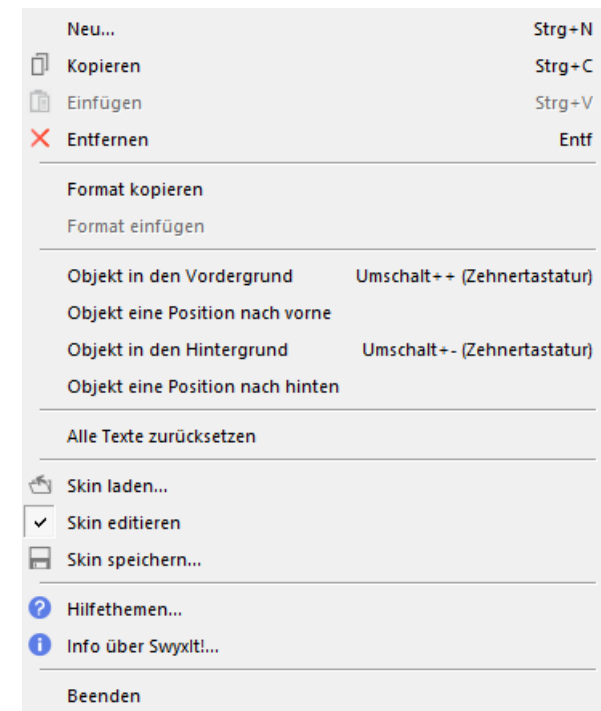 Neu... Strg+N
Kopieren Strg+C
Einfügen Strg+V
Entfernen Entf
Format kopieren
Format einfügen
Objekt in den Vordergrund Umschalt++ (Zehnertastatur)
Objekt eine Position nach vorne
Objekt in den Hintergrund Umschalt+- (Zehnertastatur)
Objekt eine Position nach hinten
Alle Texte zurücksetzen
Skin laden...
Skin editieren
Skin speichern...
Hilfethemen...
Info über SwyxIt!...
Beenden